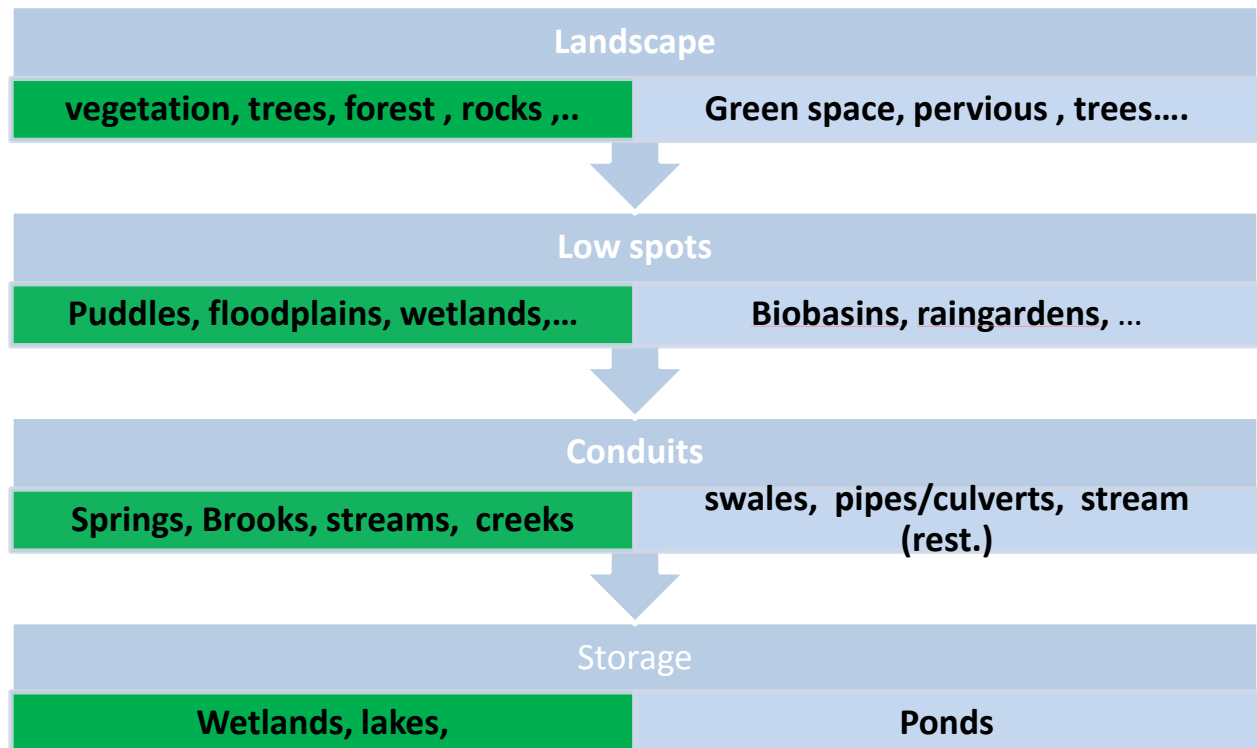 Landscape
vegetation, trees, forest , rocks ,..
Green space, pervious , trees....
Low spots
Puddles, floodplains, wetlands,...
Biobasins, raingardens, ...
Conduits
Springs, Brooks, streams, creeks
swales, pipes/culverts, stream
(rest.)
Storage
Wetlands, lakes,
Ponds